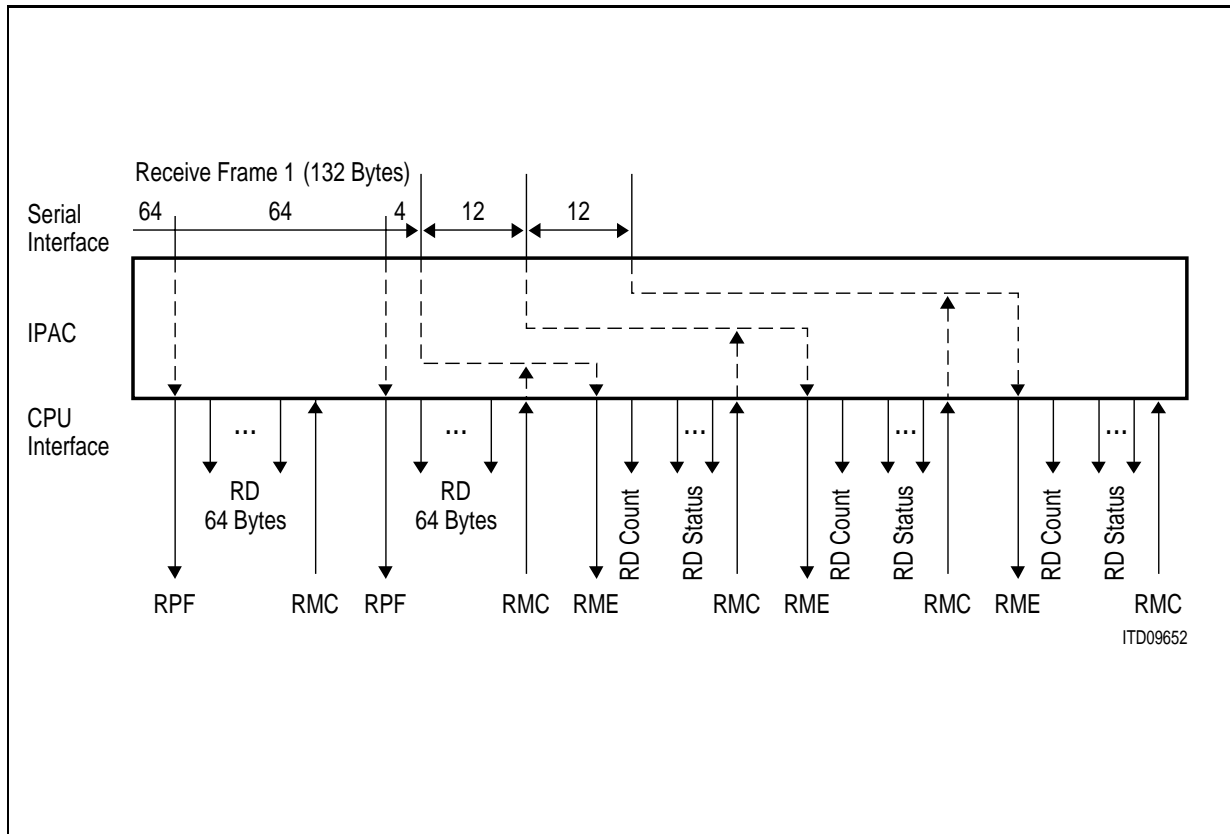 Receive Frame 1 (132 Bytes)
Serial
Interface
64 64 4 12 12
IPAC
CPU
Interface
... ... ... ... ...
RD
64 Bytes
RD
64 Bytes
RD Count
RD Status
RD Count
RD Status
RD Count
RD Status
RPF RMC RPF RMC RME RMC RME RMC RME RMC
ITD09652